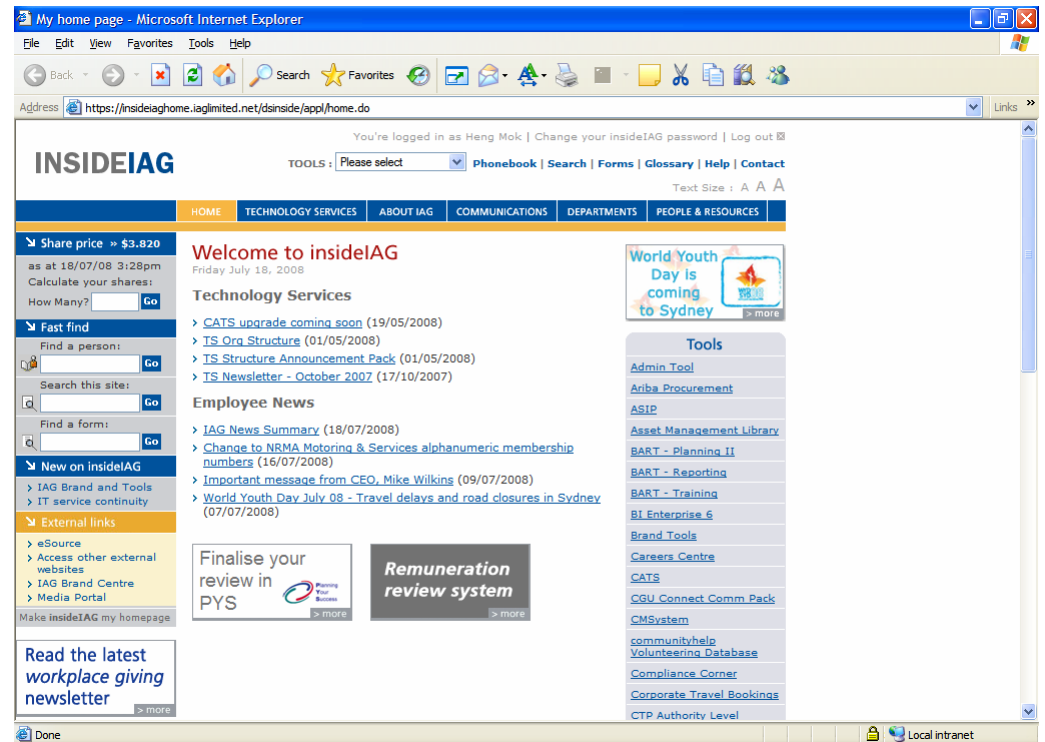 My home page - Microsoft Internet Explorer
File Edit View Favorites Tools Help
Back Search Favorites
Address https://insideiaghome.iaglimited.net/dsinside/appl/home.do Links »
You're logged in as Heng Mok | Change your insideIAG password | Log out
INSIDEIAG
TOOLS : Please select Phonebook | Search | Forms | Glossary | Help | Contact
Text Size : A A A
HOME TECHNOLOGY SERVICES ABOUT IAG COMMUNICATIONS DEPARTMENTS PEOPLE & RESOURCES
Share price » $3.820
as at 18/07/08 3:28pm
Calculate your shares:
How Many? Go
Fast find
Find a person:
Go
Search this site:
Go
Find a form:
Go
New on insideIAG
› IAG Brand and Tools
› IT service continuity
External links
› eSource
› Access other external
websites
› IAG Brand Centre
› Media Portal
Make insideIAG my homepage
Read the latest
workplace giving
newsletter
> more
Welcome to insideIAG
Friday July 18, 2008
Technology Services
› CATS upgrade coming soon (19/05/2008)
› TS Org Structure (01/05/2008)
› TS Structure Announcement Pack (01/05/2008)
› TS Newsletter - October 2007 (17/10/2007)
Employee News
› IAG News Summary (18/07/2008)
› Change to NRMA Motoring & Services alphanumeric membership
numbers (16/07/2008)
› Important message from CEO, Mike Wilkins (09/07/2008)
› World Youth Day July 08 - Travel delays and road closures in Sydney
(07/07/2008)
Finalise your
review in
PYS
Planning
Your
Success
> more
Remuneration
review system
> more
World Youth
Day is
coming
to Sydney
> more
Tools
Admin Tool
Ariba Procurement
ASIP
Asset Management Library
BART - Planning II
BART - Reporting
BART - Training
BI Enterprise 6
Brand Tools
Careers Centre
CATS
CGU Connect Comm Pack
CMSystem
communityhelp
Volunteering Database
Compliance Corner
Corporate Travel Bookings
CTP Authority Level
Done Local intranet